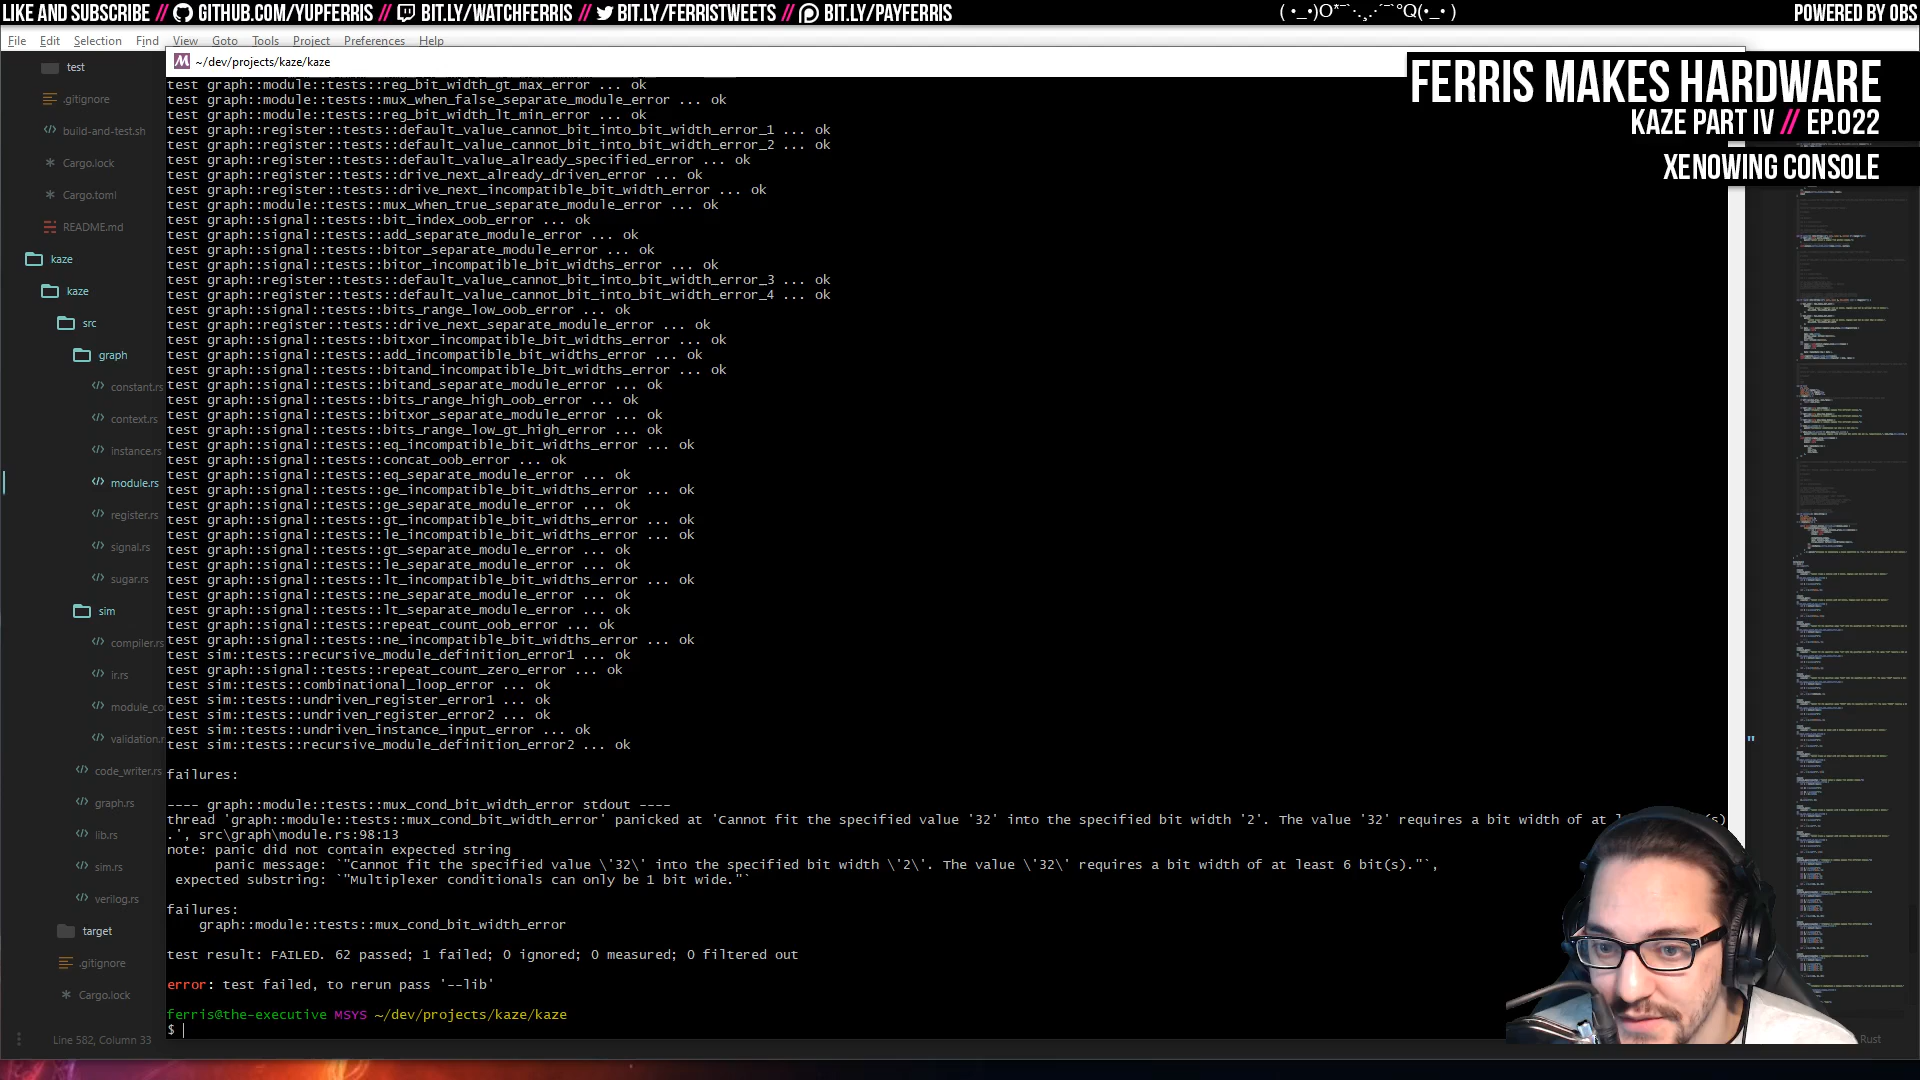 LIKE AND SUBSCRIBE // GITHUB.COM/YUPFERRIS // BIT.LY/WATCHFERRIS // BIT.LY/FERRISTWEETS // BIT.LY/PAYFERRIS
POWERED BY OBS
File Edit Selection Find View Goto Tools Project Preferences Help
~/dev/projects/kaze/kaze
FERRIS MAKES HARDWARE
KAZE PART IV // EP.022
XENOWING CONSOLE
test
.gitignore
build-and-test.sh
Cargo.lock
Cargo.toml
README.md
kaze
kaze
src
graph
constant.rs
context.rs
instance.rs
module.rs
register.rs
signal.rs
sugar.rs
sim
compiler.rs
ir.rs
module_co
validation.r
code_writer.rs
graph.rs
lib.rs
sim.rs
verilog.rs
target
.gitignore
Cargo.lock
test graph::module::tests::reg_bit_width_gt_max_error ... ok
test graph::module::tests::mux_when_false_separate_module_error ... ok
test graph::module::tests::reg_bit_width_lt_min_error ... ok
test graph::register::tests::default_value_cannot_bit_into_bit_width_error_1 ... ok
test graph::register::tests::default_value_cannot_bit_into_bit_width_error_2 ... ok
test graph::register::tests::default_value_already_specified_error ... ok
test graph::register::tests::drive_next_already_driven_error ... ok
test graph::register::tests::drive_next_incompatible_bit_width_error ... ok
test graph::module::tests::mux_when_true_separate_module_error ... ok
test graph::signal::tests::bit_index_oob_error ... ok
test graph::signal::tests::add_separate_module_error ... ok
test graph::signal::tests::bitor_separate_module_error ... ok
test graph::signal::tests::bitor_incompatible_bit_widths_error ... ok
test graph::register::tests::default_value_cannot_bit_into_bit_width_error_3 ... ok
test graph::register::tests::default_value_cannot_bit_into_bit_width_error_4 ... ok
test graph::signal::tests::bits_range_low_oob_error ... ok
test graph::register::tests::drive_next_separate_module_error ... ok
test graph::signal::tests::bitxor_incompatible_bit_widths_error ... ok
test graph::signal::tests::add_incompatible_bit_widths_error ... ok
test graph::signal::tests::bitand_incompatible_bit_widths_error ... ok
test graph::signal::tests::bitand_separate_module_error ... ok
test graph::signal::tests::bits_range_high_oob_error ... ok
test graph::signal::tests::bitxor_separate_module_error ... ok
test graph::signal::tests::bits_range_low_gt_high_error ... ok
test graph::signal::tests::eq_incompatible_bit_widths_error ... ok
test graph::signal::tests::concat_oob_error ... ok
test graph::signal::tests::eq_separate_module_error ... ok
test graph::signal::tests::ge_incompatible_bit_widths_error ... ok
test graph::signal::tests::ge_separate_module_error ... ok
test graph::signal::tests::gt_incompatible_bit_widths_error ... ok
test graph::signal::tests::le_incompatible_bit_widths_error ... ok
test graph::signal::tests::gt_separate_module_error ... ok
test graph::signal::tests::le_separate_module_error ... ok
test graph::signal::tests::lt_incompatible_bit_widths_error ... ok
test graph::signal::tests::ne_separate_module_error ... ok
test graph::signal::tests::lt_separate_module_error ... ok
test graph::signal::tests::repeat_count_oob_error ... ok
test graph::signal::tests::ne_incompatible_bit_widths_error ... ok
test sim::tests::recursive_module_definition_error1 ... ok
test graph::signal::tests::repeat_count_zero_error ... ok
test sim::tests::combinational_loop_error ... ok
test sim::tests::undriven_register_error1 ... ok
test sim::tests::undriven_register_error2 ... ok
test sim::tests::undriven_instance_input_error ... ok
test sim::tests::recursive_module_definition_error2 ... ok
failures:
---- graph::module::tests::mux_cond_bit_width_error stdout ----
thread 'graph::module::tests::mux_cond_bit_width_error' panicked at 'Cannot fit the specified value '32' into the specified bit width '2'. The value '32' requires a bit width of at (s)
.', src\graph\module.rs:98:13
note: panic did not contain expected string
panic message: `"Cannot fit the specified value \'32\' into the specified bit width \'2\'. The value \'32\' requires a bit width of at least 6 bit(s)."`,
expected substring: `"Multiplexer conditionals can only be 1 bit wide."`
failures:
graph::module::tests::mux_cond_bit_width_error
test result: FAILED. 62 passed; 1 failed; 0 ignored; 0 measured; 0 filtered out
error: test failed, to rerun pass '--lib'
ferris@the-executive MSYS ~/dev/projects/kaze/kaze
$
Line 582, Column 33
Rust